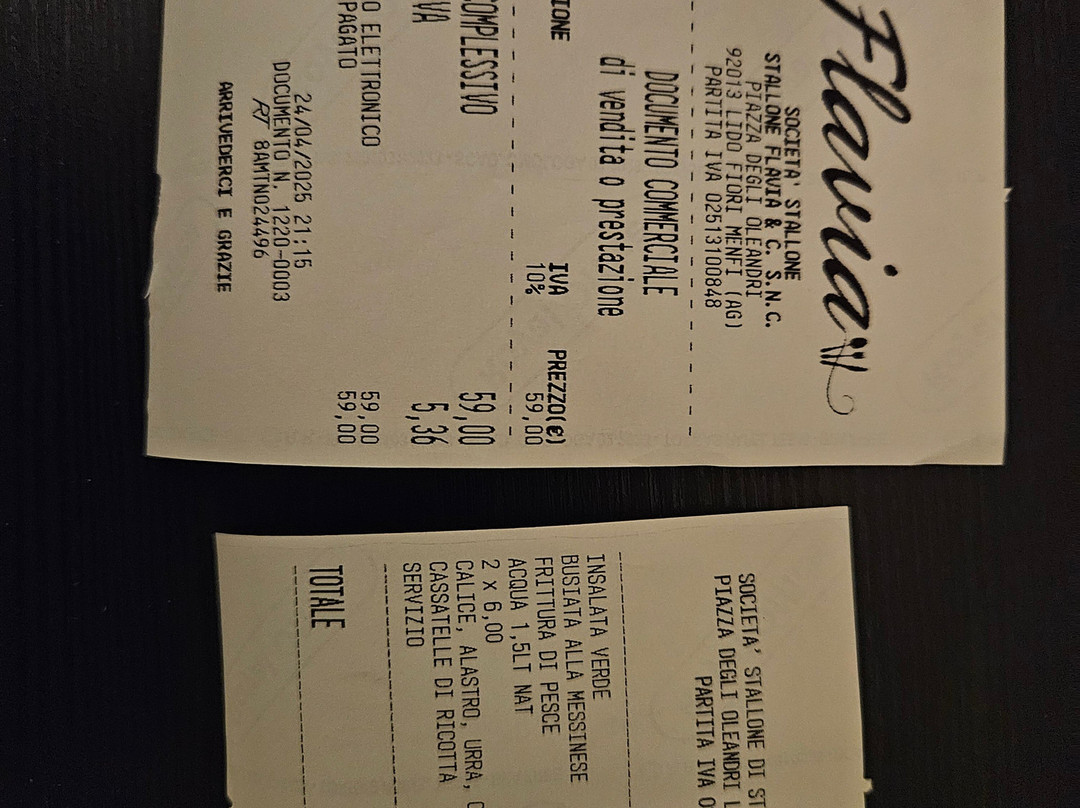 Flavia
SOCIETA' STALLONE
STALLONE FLAVIA & C. S.N.C.
PIAZZA DEGLI OLEANDRI
92013 LIDO FIORI MENFI (AG)
PARTITA IVA 02513100848
DOCUMENTO COMMERCIALE
di vendita o prestazione
IONE IVA PREZZO(€)
10% 59,00
COMPLESSIVO 59,00
VA 5,36
O ELETTRONICO 59,00
PAGATO 59,00
24/04/2025 21:15
DOCUMENTO N. 1220-0003
RT 8AMTN024496
ARRIVEDERCI E GRAZIE
SOCIETA' STALLONE DI ST
PIAZZA DEGLI OLEANDRI L
PARTITA IVA 0
INSALATA VERDE
BUSIATA ALLA MESSINESE
FRITTURA DI PESCE
ACQUA 1,5LT NAT
2 X 6,00
CALICE, ALASTRO, URRA, C
CASSATELLE DI RICOTTA
SERVIZIO
TOTALE